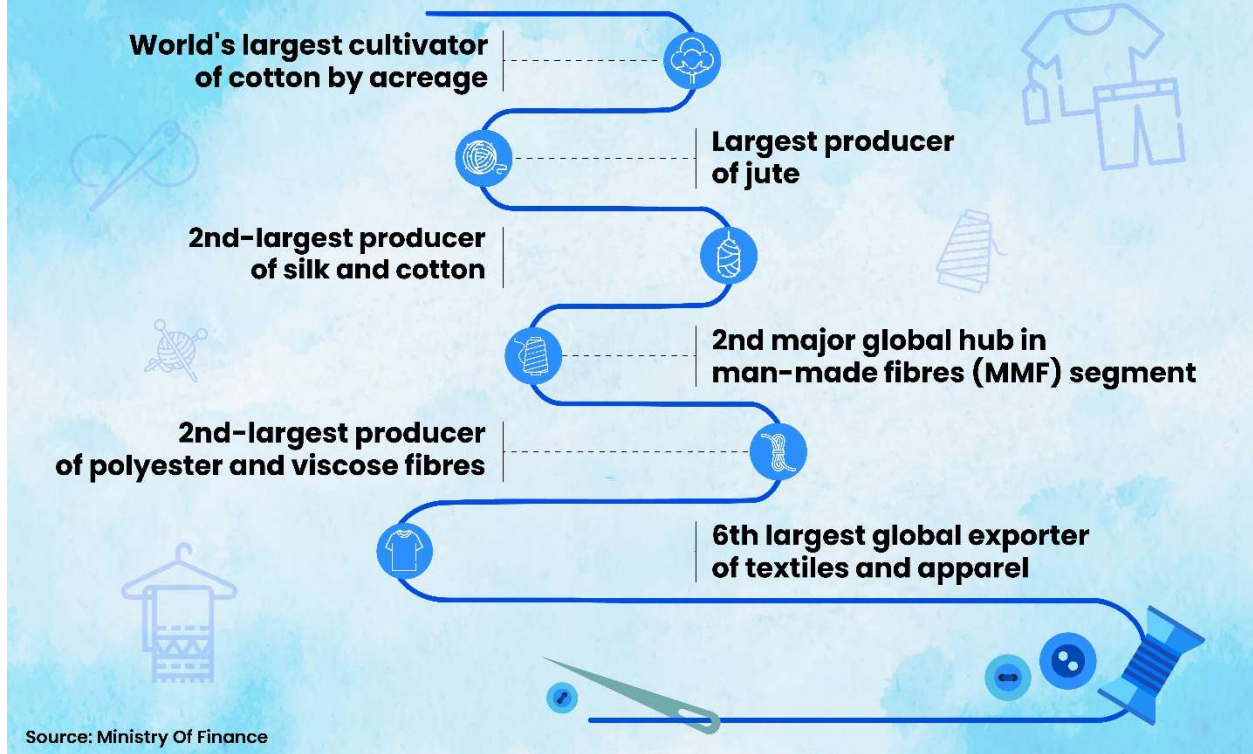 World's largest cultivator
of cotton by acreage
Largest producer
of jute
2nd-largest producer
of silk and cotton
2nd major global hub in
man-made fibres (MMF) segment
2nd-largest producer
of polyester and viscose fibres
6th largest global exporter
of textiles and apparel
Source: Ministry Of Finance